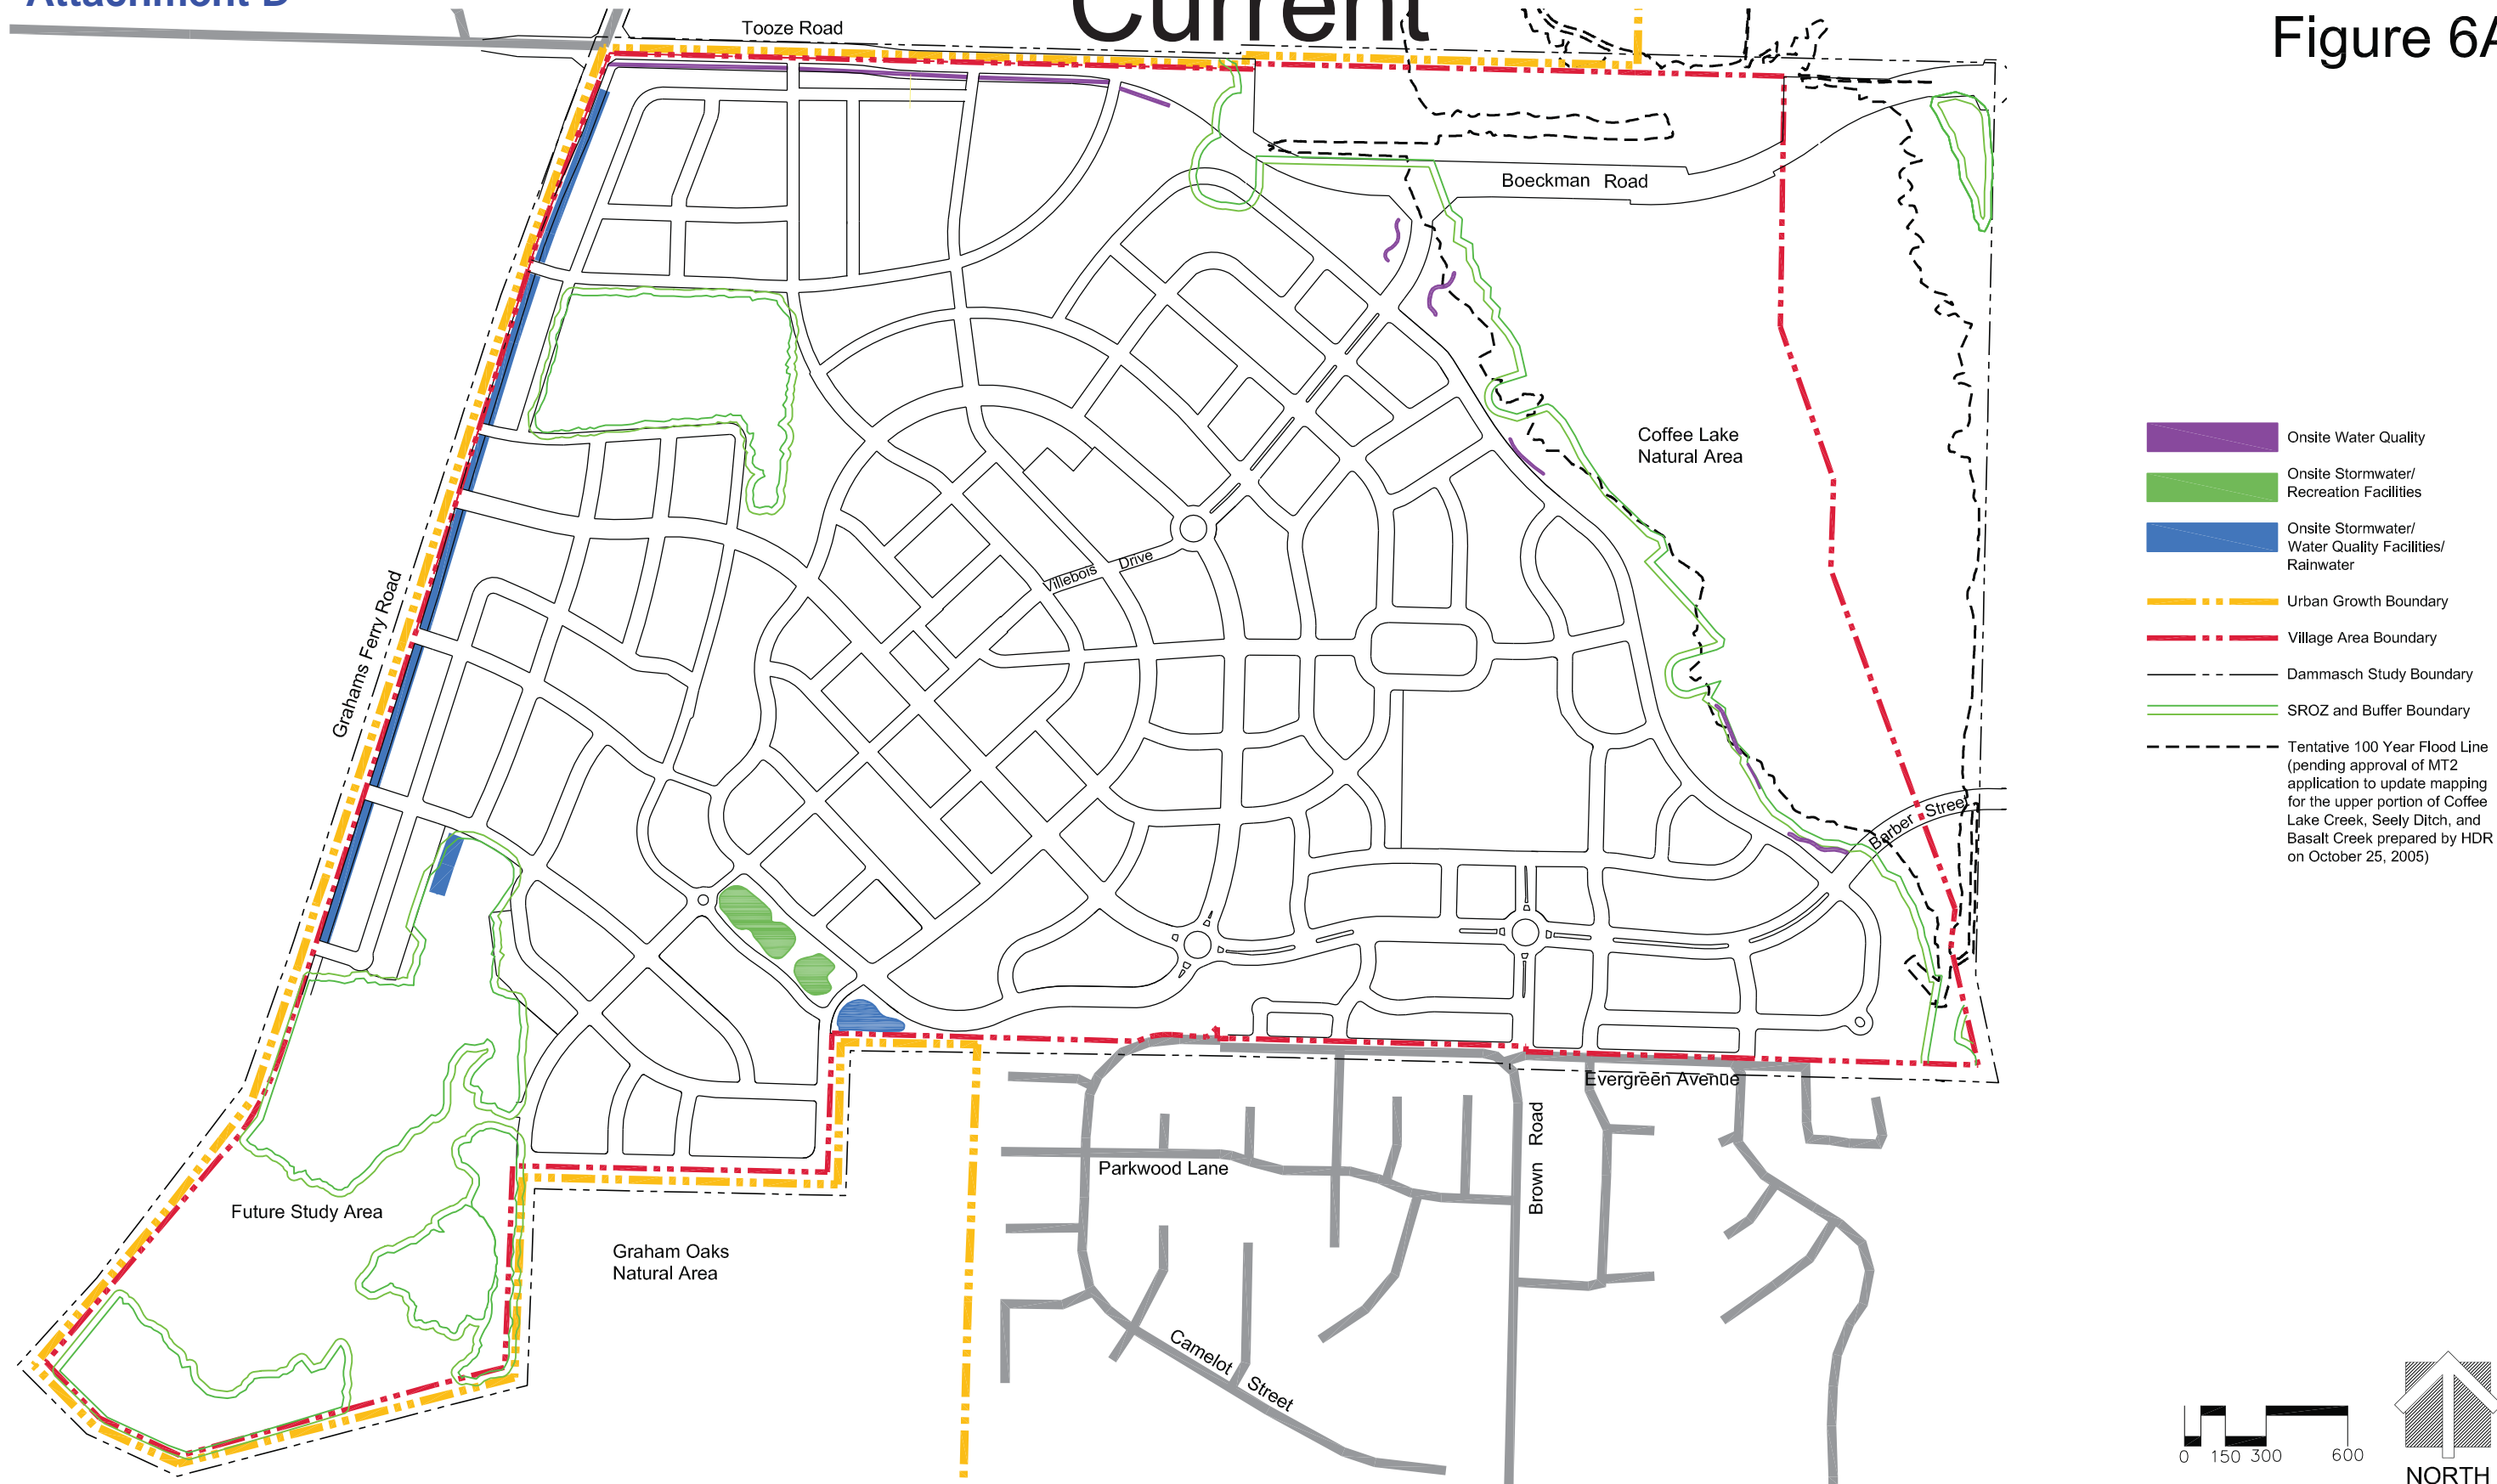 Attachment D
Current
Figure 6A
Tooze Road
Boeckman Road
Coffee Lake
Natural Area
Villebois Drive
Grahams Ferry Road
Barber Street
Evergreen Avenue
Brown Road
Parkwood Lane
Future Study Area
Graham Oaks
Natural Area
Camelot Street
Onsite Water Quality
Onsite Stormwater/
Recreation Facilities
Onsite Stormwater/
Water Quality Facilities/
Rainwater
Urban Growth Boundary
Village Area Boundary
Dammasch Study Boundary
SROZ and Buffer Boundary
Tentative 100 Year Flood Line
(pending approval of MT2
application to update mapping
for the upper portion of Coffee
Lake Creek, Seely Ditch, and
Basalt Creek prepared by HDR
on October 25, 2005)
0 150 300 600
NORTH